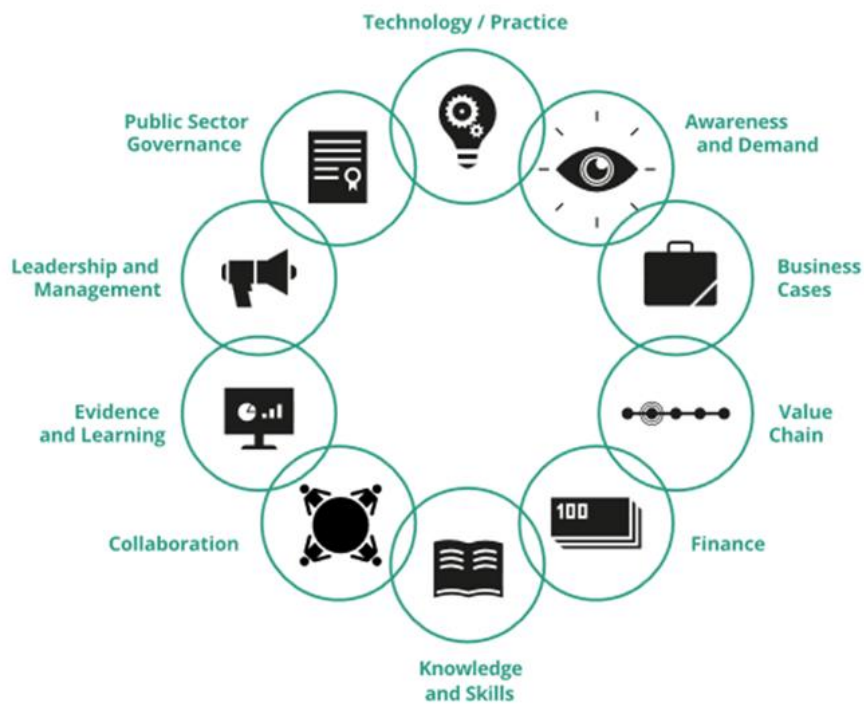 Technology / Practice
Awareness
and Demand
Business
Cases
Value
Chain
100
Finance
Knowledge
and Skills
Collaboration
Evidence
and Learning
Leadership and
Management
Public Sector
Governance